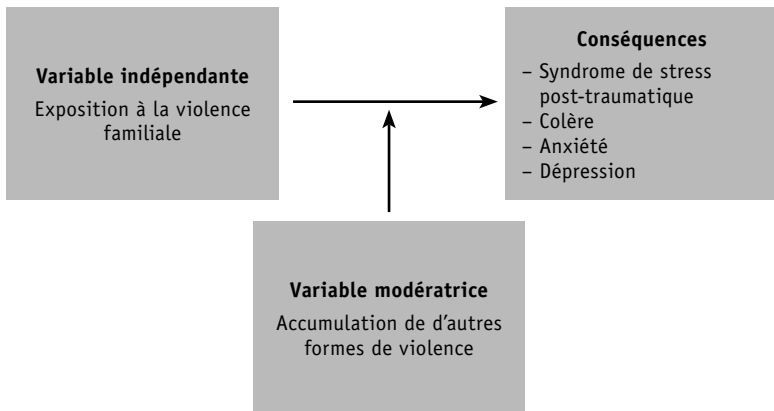 Variable indépendante
Exposition à la violence
familiale
Conséquences
– Syndrome de stress
post-traumatique
– Colère
– Anxiété
– Dépression
Variable modératrice
Accumulation de d’autres
formes de violence